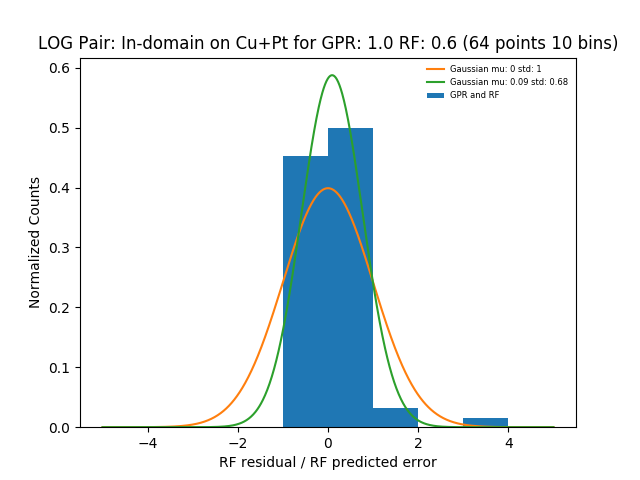 LOG Pair: In-domain on Cu+Pt for GPR: 1.0 RF: 0.6 (64 points 10 bins)
Gaussian mu: 0 std: 1
Gaussian mu: 0.09 std: 0.68
GPR and RF
Normalized Counts
0.6
0.5
0.4
0.3
0.2
0.1
0.0
−4
−2
0
2
4
RF residual / RF predicted error